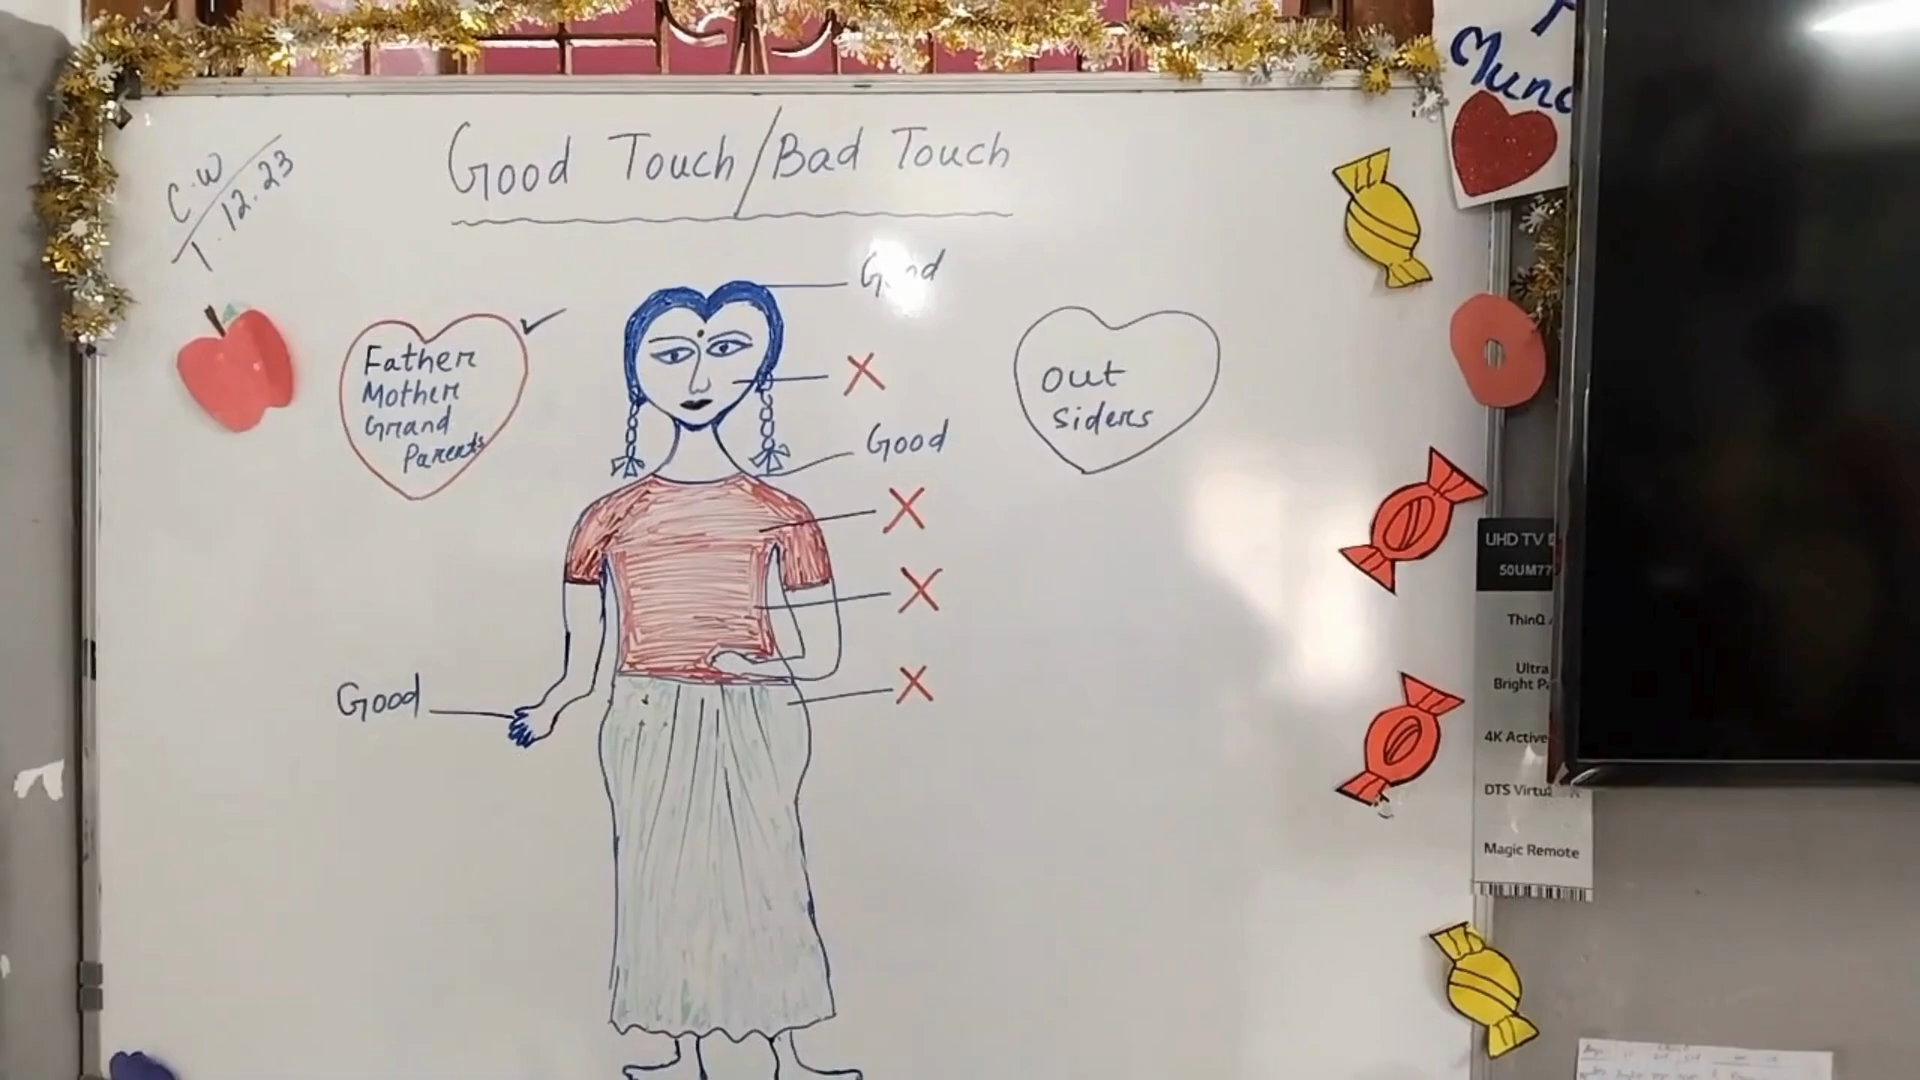 Good Touch/Bad Touch
C.W
1.12.23
Good
Father
Mother
Grand
Parents
X
Out
Siders
Good
X
X
X
Good
UHD TV
50UM77
ThinQ
Ultra
Bright
4K Active
DTS
Magic Remote